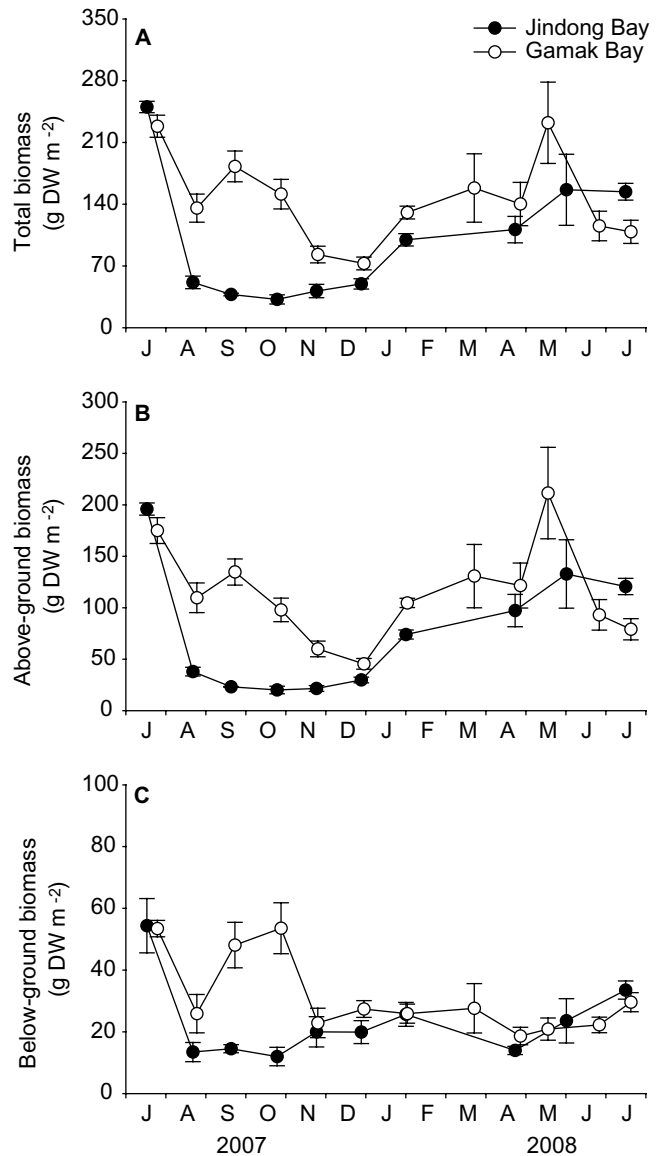 A
Jindong Bay
Gamak Bay
Total biomass
(g DW m⁻²)
350
280
210
140
70
0
J A S O N D J F M A M J J
B
Above-ground biomass
(g DW m⁻²)
300
250
200
150
100
50
0
J A S O N D J F M A M J J
C
Below-ground biomass
(g DW m⁻²)
100
80
60
40
20
0
J A S O N D J F M A M J J
2007 2008